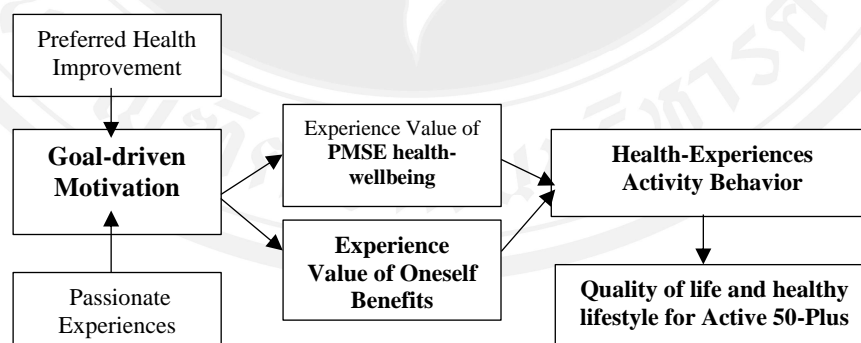 Preferred Health
Improvement
Goal-driven
Motivation
Passionate
Experiences
Experience Value of
PMSE health-
wellbeing
Experience
Value of Oneself
Benefits
Health-Experiences
Activity Behavior
Quality of life and healthy
lifestyle for Active 50-Plus